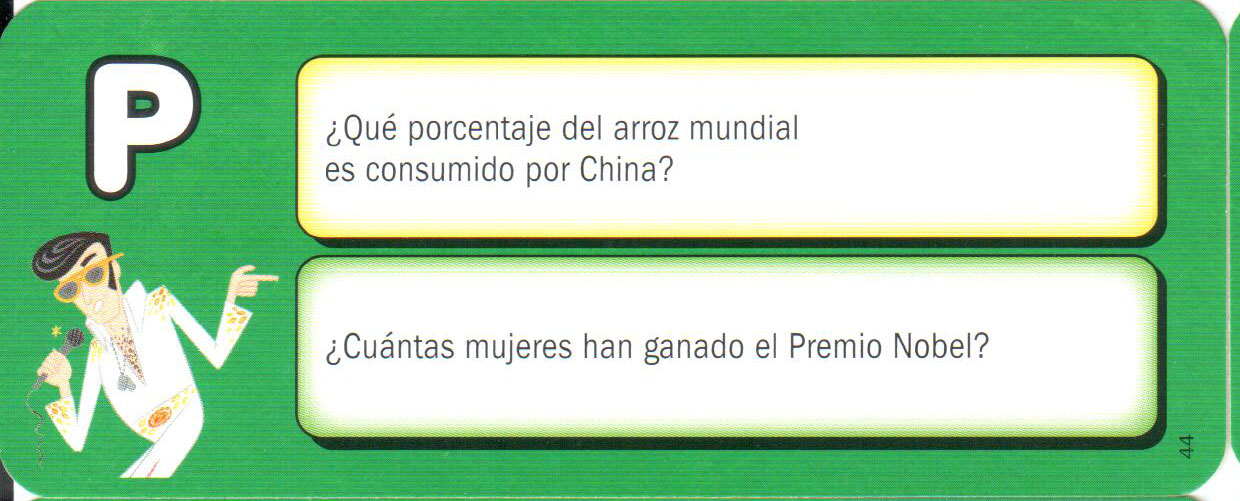 P
¿Qué porcentaje del arroz mundial
es consumido por China?
¿Cuántas mujeres han ganado el Premio Nobel?
44